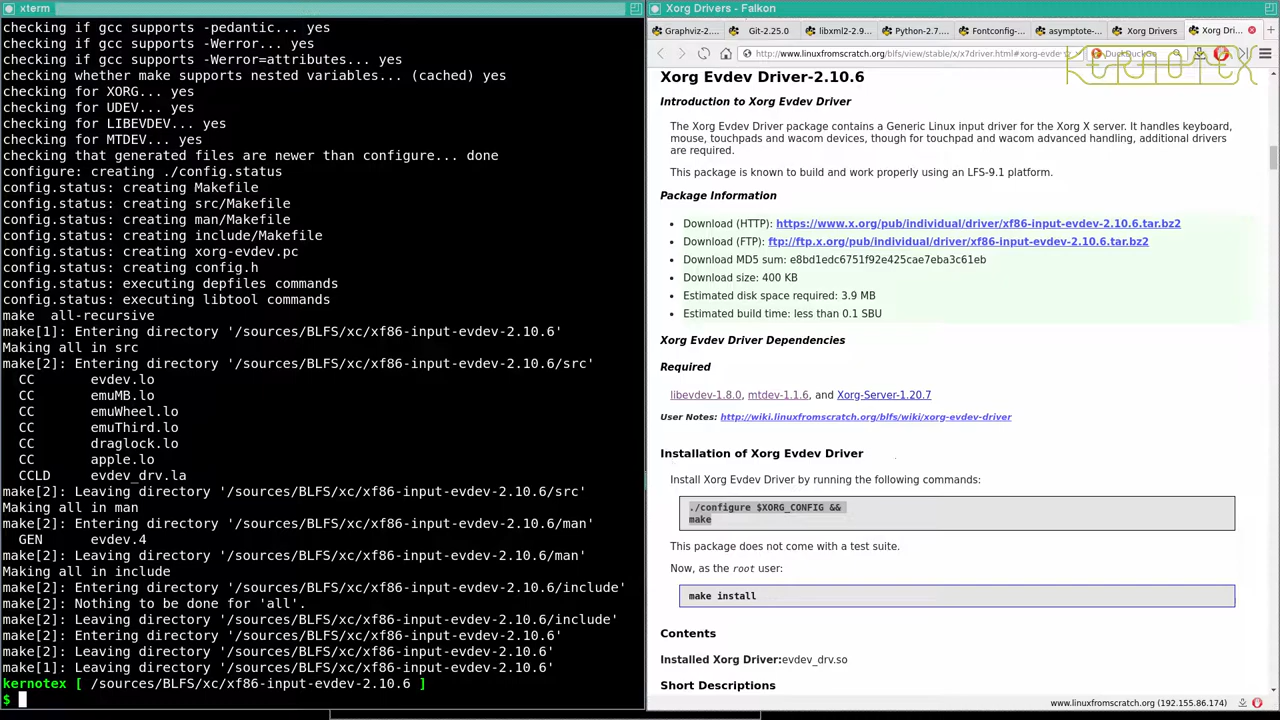 xterm
checking if gcc supports -pedantic... yes
checking if gcc supports -Werror... yes
checking if gcc supports -Werror=attributes... yes
checking whether make supports nested variables... (cached) yes
checking for XORG... yes
checking for UDEV... yes
checking for LIBEVDEV... yes
checking for MTDEV... yes
checking that generated files are newer than configure... done
configure: creating ./config.status
config.status: creating Makefile
config.status: creating src/Makefile
config.status: creating man/Makefile
config.status: creating include/Makefile
config.status: creating xorg-evdev.pc
config.status: creating config.h
config.status: executing depfiles commands
config.status: executing libtool commands
make  all-recursive
make[1]: Entering directory '/sources/BLFS/xc/xf86-input-evdev-2.10.6'
Making all in src
make[2]: Entering directory '/sources/BLFS/xc/xf86-input-evdev-2.10.6/src'
  CC       evdev.lo
  CC       emuMB.lo
  CC       emuWheel.lo
  CC       emuThird.lo
  CC       draglock.lo
  CC       apple.lo
  CCLD     evdev_drv.la
make[2]: Leaving directory '/sources/BLFS/xc/xf86-input-evdev-2.10.6/src'
Making all in man
make[2]: Entering directory '/sources/BLFS/xc/xf86-input-evdev-2.10.6/man'
  GEN      evdev.4
make[2]: Leaving directory '/sources/BLFS/xc/xf86-input-evdev-2.10.6/man'
Making all in include
make[2]: Entering directory '/sources/BLFS/xc/xf86-input-evdev-2.10.6/include'
make[2]: Nothing to be done for 'all'.
make[2]: Leaving directory '/sources/BLFS/xc/xf86-input-evdev-2.10.6/include'
make[2]: Entering directory '/sources/BLFS/xc/xf86-input-evdev-2.10.6'
make[2]: Leaving directory '/sources/BLFS/xc/xf86-input-evdev-2.10.6'
make[1]: Leaving directory '/sources/BLFS/xc/xf86-input-evdev-2.10.6'
kernotex [ /sources/BLFS/xc/xf86-input-evdev-2.10.6 ]
$
Xorg Drivers - Falkon
Graphviz-2.... Git-2.25.0 libxml2-2.9... Python-2.7.... Fontconfig-... asymptote-... Xorg Drivers Xorg Dri...
http://www.linuxfromscratch.org/blfs/view/stable/x/x7driver.html#xorg-evdev DuckDuckGo
KERNOTEX
Xorg Evdev Driver-2.10.6
Introduction to Xorg Evdev Driver
The Xorg Evdev Driver package contains a Generic Linux input driver for the Xorg X server. It handles keyboard,
mouse, touchpads and wacom devices, though for touchpad and wacom advanced handling, additional drivers
are required.
This package is known to build and work properly using an LFS-9.1 platform.
Package Information
• Download (HTTP): https://www.x.org/pub/individual/driver/xf86-input-evdev-2.10.6.tar.bz2
• Download (FTP): ftp://ftp.x.org/pub/individual/driver/xf86-input-evdev-2.10.6.tar.bz2
• Download MD5 sum: e8bd1edc6751f92e425cae7eba3c61eb
• Download size: 400 KB
• Estimated disk space required: 3.9 MB
• Estimated build time: less than 0.1 SBU
Xorg Evdev Driver Dependencies
Required
libevdev-1.8.0, mtdev-1.1.6, and Xorg-Server-1.20.7
User Notes: http://wiki.linuxfromscratch.org/blfs/wiki/xorg-evdev-driver
Installation of Xorg Evdev Driver
Install Xorg Evdev Driver by running the following commands:
./configure $XORG_CONFIG &&
make
This package does not come with a test suite.
Now, as the root user:
make install
Contents
Installed Xorg Driver:evdev_drv.so
Short Descriptions
www.linuxfromscratch.org (192.155.86.174)